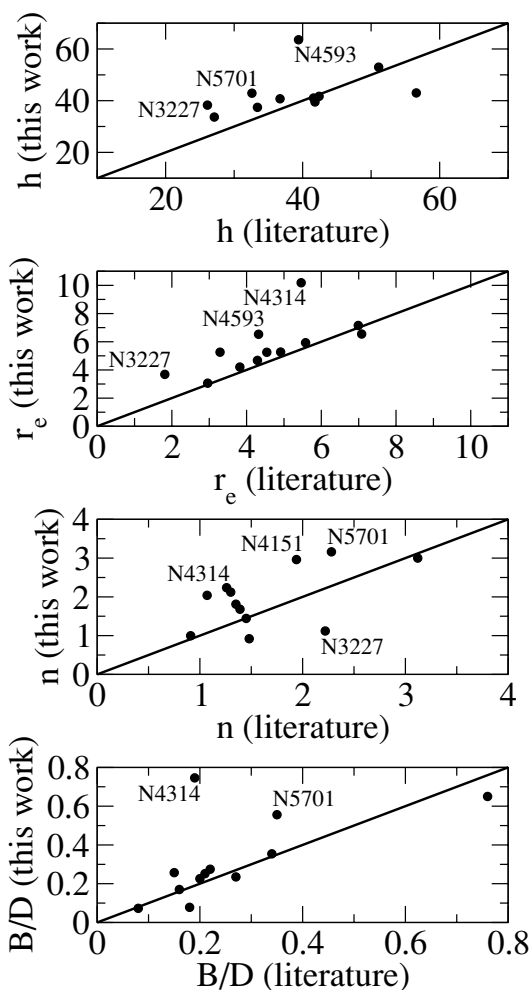 60
40
20
h (this work)
N4593
N5701
N3227
20 40 60
h (literature)
10
8
6
4
2
0
r_e (this work)
N4314
N4593
N3227
0 2 4 6 8 10
r_e (literature)
4
3
2
1
0
n (this work)
N4151
N5701
N4314
N3227
0 1 2 3 4
n (literature)
0.8
0.6
0.4
0.2
0
B/D (this work)
N4314
N5701
0 0.2 0.4 0.6 0.8
B/D (literature)